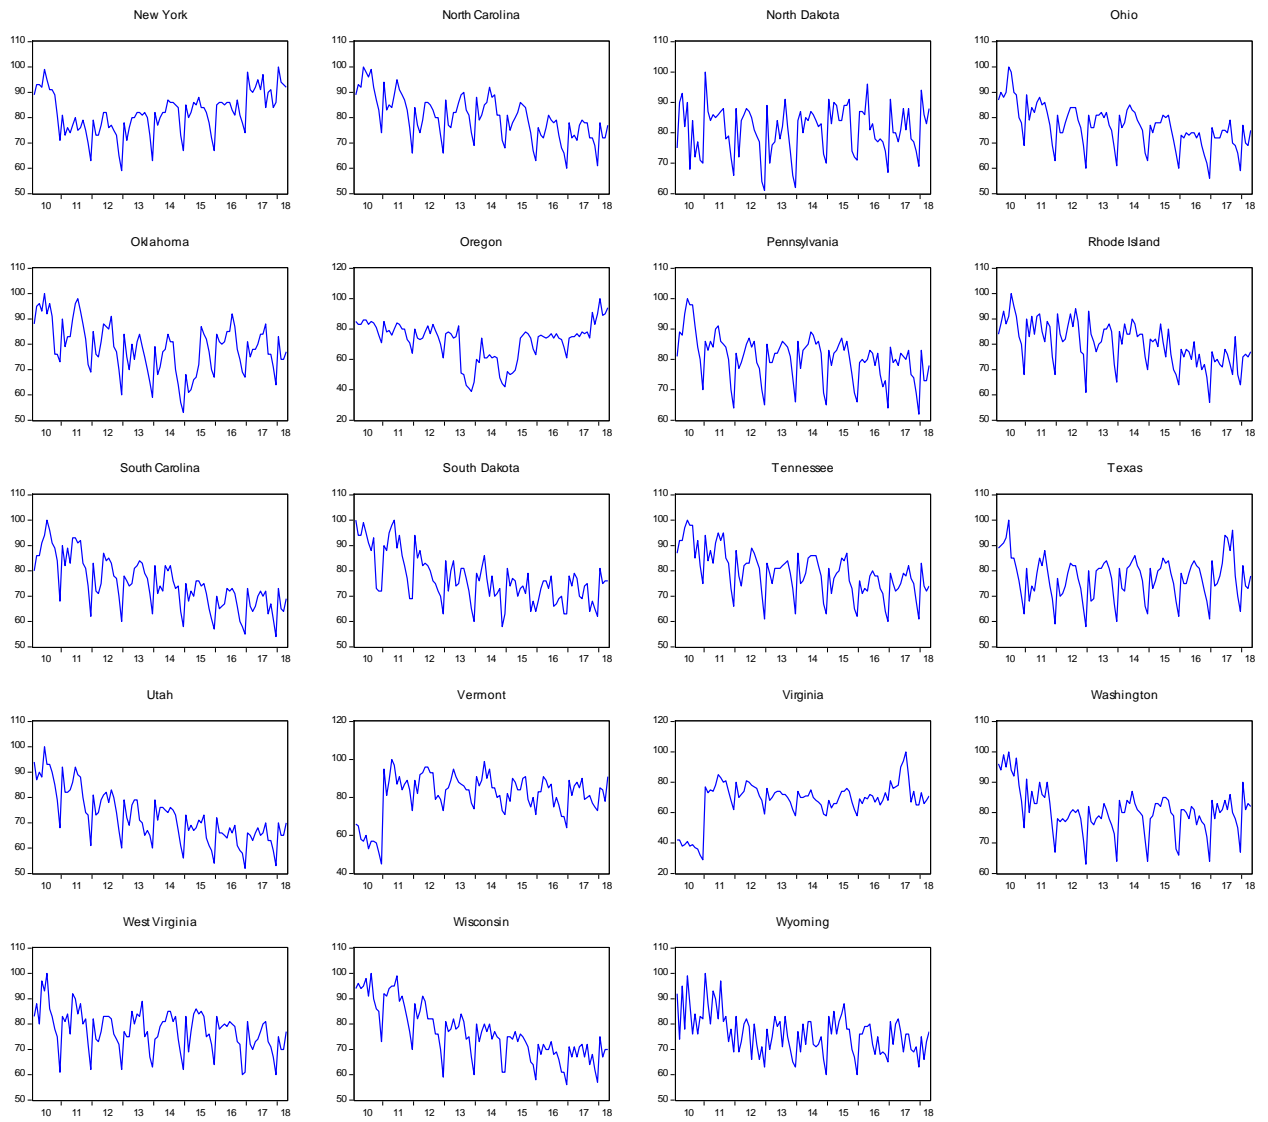 New York
North Carolina
North Dakota
Ohio
110 100 90 80 70 60 50
110 100 90 80 70 60 50
110 100 90 80 70 60
110 100 90 80 70 60 50
10 11 12 13 14 15 16 17 18
10 11 12 13 14 15 16 17 18
10 11 12 13 14 15 16 17 18
10 11 12 13 14 15 16 17 18
Oklahoma
Oregon
Pennsylvania
Rhode Island
110 100 90 80 70 60 50
120 100 80 60 40 20
110 100 90 80 70 60
110 100 90 80 70 60 50
10 11 12 13 14 15 16 17 18
10 11 12 13 14 15 16 17 18
10 11 12 13 14 15 16 17 18
10 11 12 13 14 15 16 17 18
South Carolina
South Dakota
Tennessee
Texas
110 100 90 80 70 60 50
110 100 90 80 70 60 50
110 100 90 80 70 60 50
110 100 90 80 70 60 50
10 11 12 13 14 15 16 17 18
10 11 12 13 14 15 16 17 18
10 11 12 13 14 15 16 17 18
10 11 12 13 14 15 16 17 18
Utah
Vermont
Virginia
Washington
110 100 90 80 70 60 50
120 100 80 60 40
120 100 80 60 40 20
110 100 90 80 70 60
10 11 12 13 14 15 16 17 18
10 11 12 13 14 15 16 17 18
10 11 12 13 14 15 16 17 18
10 11 12 13 14 15 16 17 18
West Virginia
Wisconsin
Wyoming
110 100 90 80 70 60 50
110 100 90 80 70 60 50
110 100 90 80 70 60 50
10 11 12 13 14 15 16 17 18
10 11 12 13 14 15 16 17 18
10 11 12 13 14 15 16 17 18